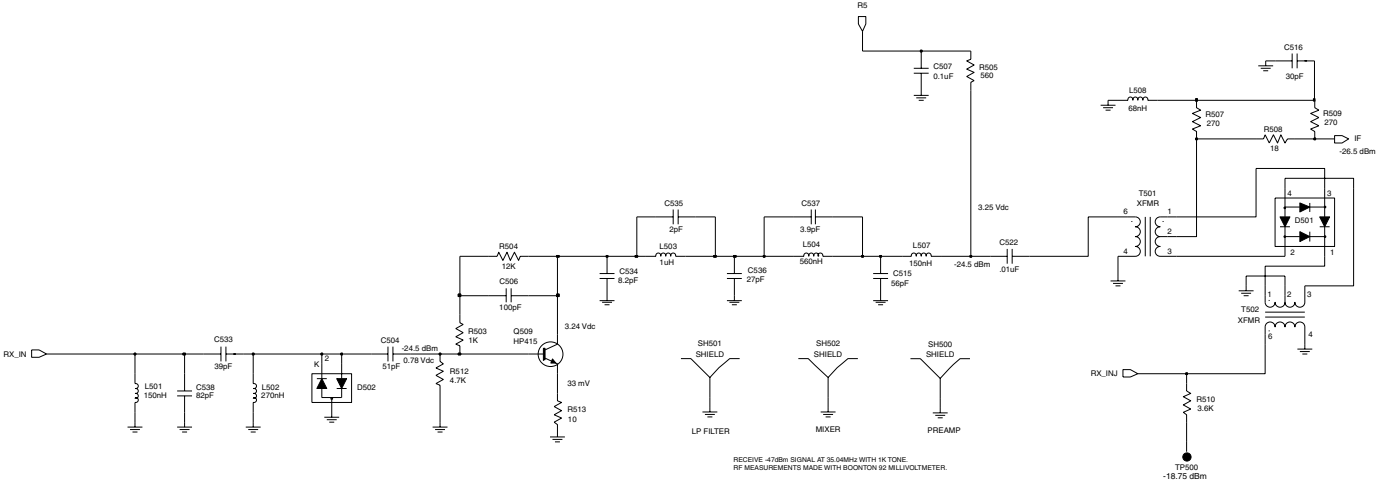 R5
C507
0.1uF
R505
560
C516
30pF
L508
68nH
R507
270
R509
270
R508
18
IF
-26.5 dBm
T501
XFMR
6
4
1
2
3
4
3
D501
2
1
3.25 Vdc
C535
2pF
C537
3.9pF
R504
12K
L503
1uH
L504
560nH
L507
150nH
-24.5 dBm
C522
.01uF
C506
100pF
C534
8.2pF
C536
27pF
C515
56pF
1
2
3
T502
XFMR
6
4
R503
1K
Q509
HP415
3.24 Vdc
RX_IN
C533
39pF
K
2
C504
51pF
-24.5 dBm
0.78 Vdc
R512
4.7K
33 mV
SH501
SHIELD
SH502
SHIELD
SH500
SHIELD
RX_INJ
L501
150nH
C538
82pF
L502
270nH
D502
R513
10
R510
3.6K
LP FILTER
MIXER
PREAMP
RECEIVE -47dBm SIGNAL AT 35.04MHz WITH 1K TONE.
RF MEASUREMENTS MADE WITH BOONTON 92 MILLIVOLTMETER.
TP500
-18.75 dBm